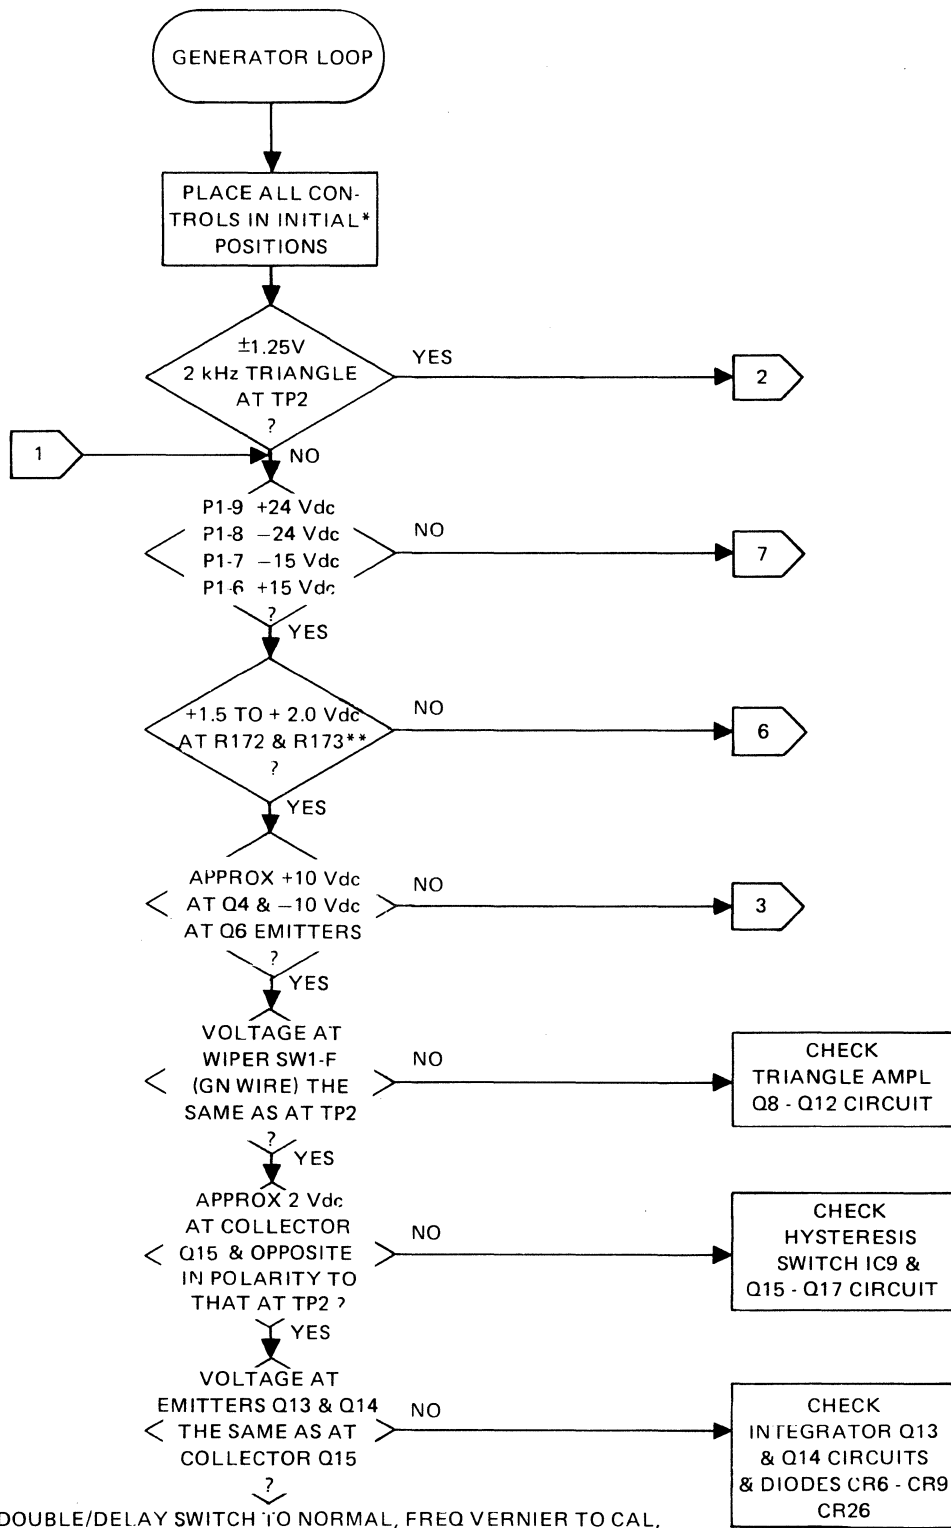 GENERATOR LOOP
PLACE ALL CON-
TROLS IN INITIAL*
POSITIONS
±1.25V
2 kHz TRIANGLE
AT TP2
?
YES
2
1
NO
P1-9 +24 Vdc
P1-8 −24 Vdc
P1-7 −15 Vdc
P1-6 +15 Vdc
?
NO
7
YES
+1.5 TO + 2.0 Vdc
AT R172 & R173**
?
NO
6
YES
APPROX +10 Vdc
AT Q4 & −10 Vdc
AT Q6 EMITTERS
?
NO
3
YES
VOLTAGE AT
WIPER SW1-F
(GN WIRE) THE
SAME AS AT TP2
?
NO
CHECK
TRIANGLE AMPL
Q8 - Q12 CIRCUIT
YES
APPROX 2 Vdc
AT COLLECTOR
Q15 & OPPOSITE
IN POLARITY TO
THAT AT TP2 ?
NO
CHECK
HYSTERESIS
SWITCH IC9 &
Q15 - Q17 CIRCUIT
YES
VOLTAGE AT
EMITTERS Q13 & Q14
THE SAME AS AT
COLLECTOR Q15
?
NO
CHECK
INTEGRATOR Q13
& Q14 CIRCUITS
& DIODES CR6 - CR9
CR26
DOUBLE/DELAY SWITCH TO NORMAL, FREQ VERNIER TO CAL,